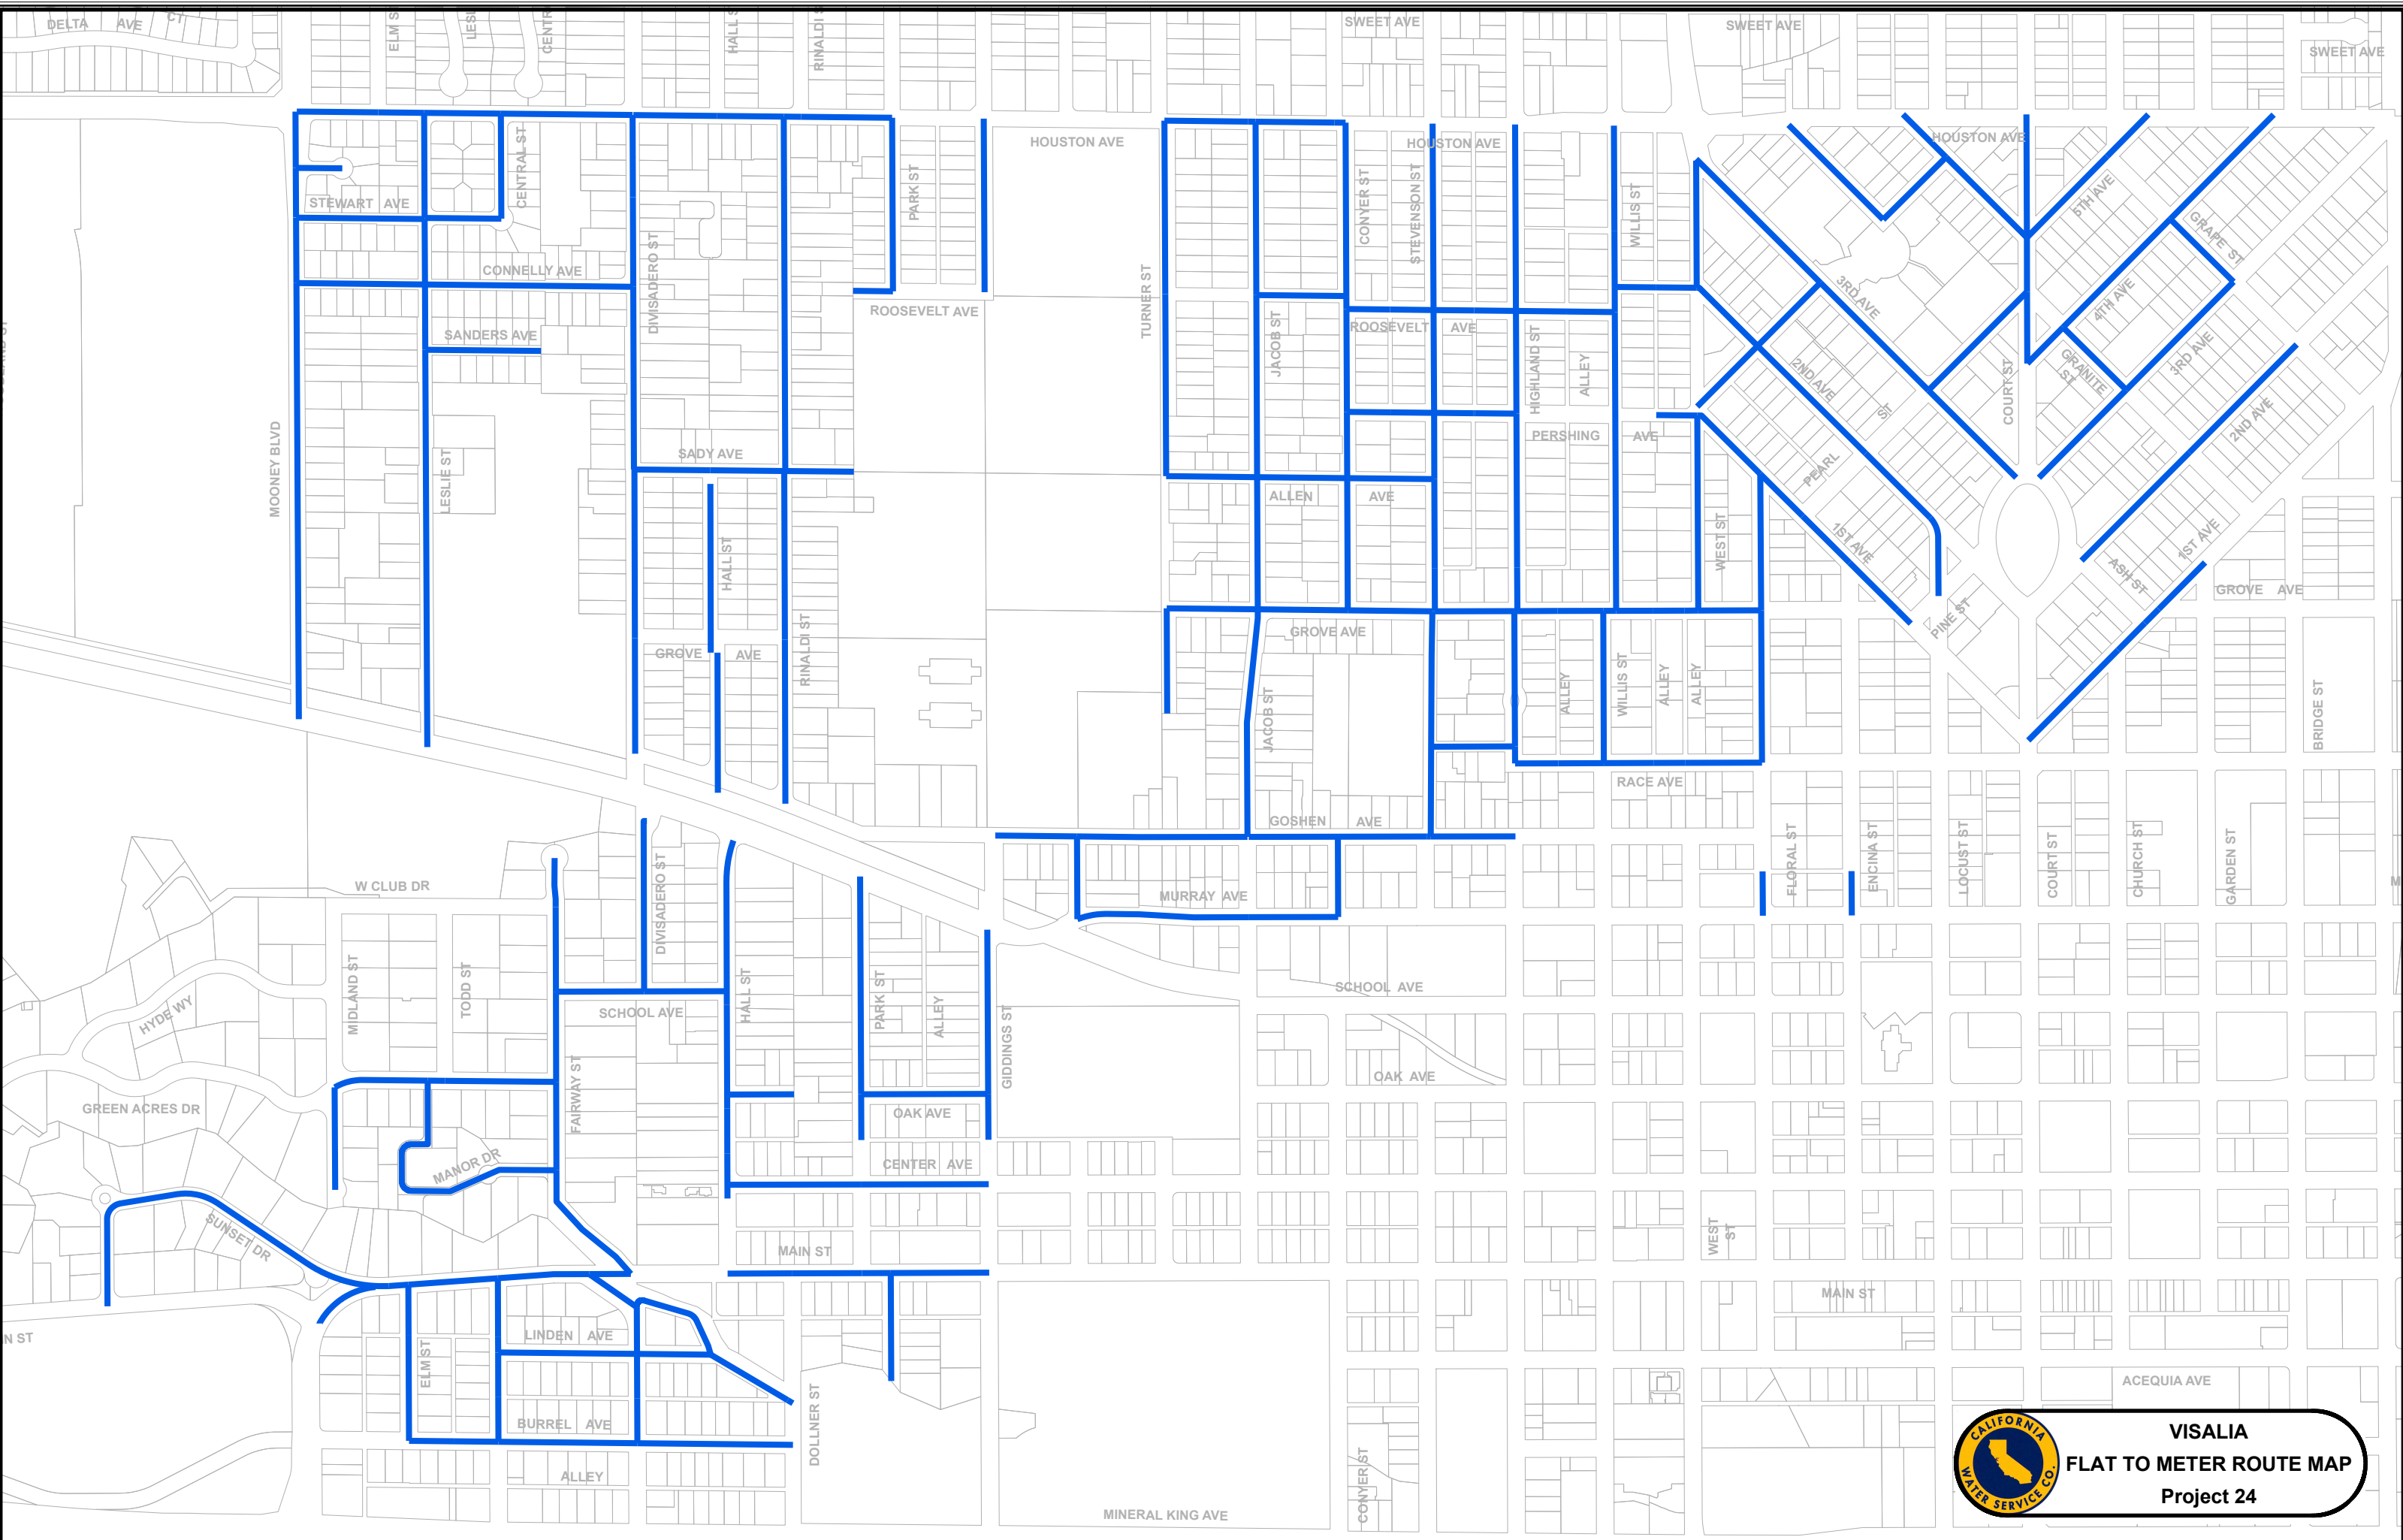 DELTA AVE CT
ELM S
LESL
CENTR
HALL S
RINALDI S
SWEET AVE
SWEET AVE
SWEET AVE
HOUSTON AVE
HOUSTON AVE
HOUSTON AVE
STEWART AVE
CENTRAL ST
PARK ST
CONYER ST
STEVENSON ST
WILLIS ST
5TH AVE
GRAPE ST
CONNELLY AVE
DIVISADERO ST
ROOSEVELT AVE
TURNER ST
JACOB ST
ROOSEVELT AVE
HIGHLAND ST
ALLEY
3RD AVE
4TH AVE
SANDERS AVE
2ND AVE
ST
COURT ST
GRANITE ST
3RD AVE
2ND AVE
MOONEY BLVD
LESLIE ST
SADY AVE
PERSHING AVE
PEARL
ALLEN AVE
HALL ST
WEST ST
1ST AVE
1ST AVE
ASH ST
GROVE AVE
PINE ST
GROVE AVE
RINALDI ST
GROVE AVE
JACOB ST
ALLEY
WILLIS ST
ALLEY
ALLEY
BRIDGE ST
RACE AVE
GOSHEN AVE
W CLUB DR
DIVISADERO ST
MURRAY AVE
FLORAL ST
ENCINA ST
LOCUST ST
COURT ST
CHURCH ST
GARDEN ST
M
MIDLAND ST
TODD ST
HYDE WY
SCHOOL AVE
HALL ST
PARK ST
ALLEY
SCHOOL AVE
GIDDINGS ST
OAK AVE
GREEN ACRES DR
FAIRWAY ST
OAK AVE
MANOR DR
CENTER AVE
SUNSET DR
MAIN ST
WEST ST
MAIN ST
N ST
LINDEN AVE
ELM ST
BURREL AVE
DOLLNER ST
ACEQUIA AVE
ALLEY
CONYER ST
MINERAL KING AVE
CALIFORNIA
WATER SERVICE CO.
VISALIA
FLAT TO METER ROUTE MAP
Project 24